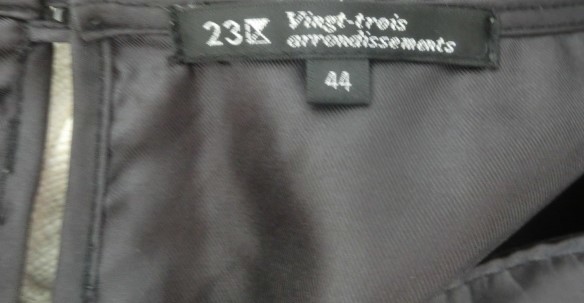 23 Vingt-trois
arrondissements
44